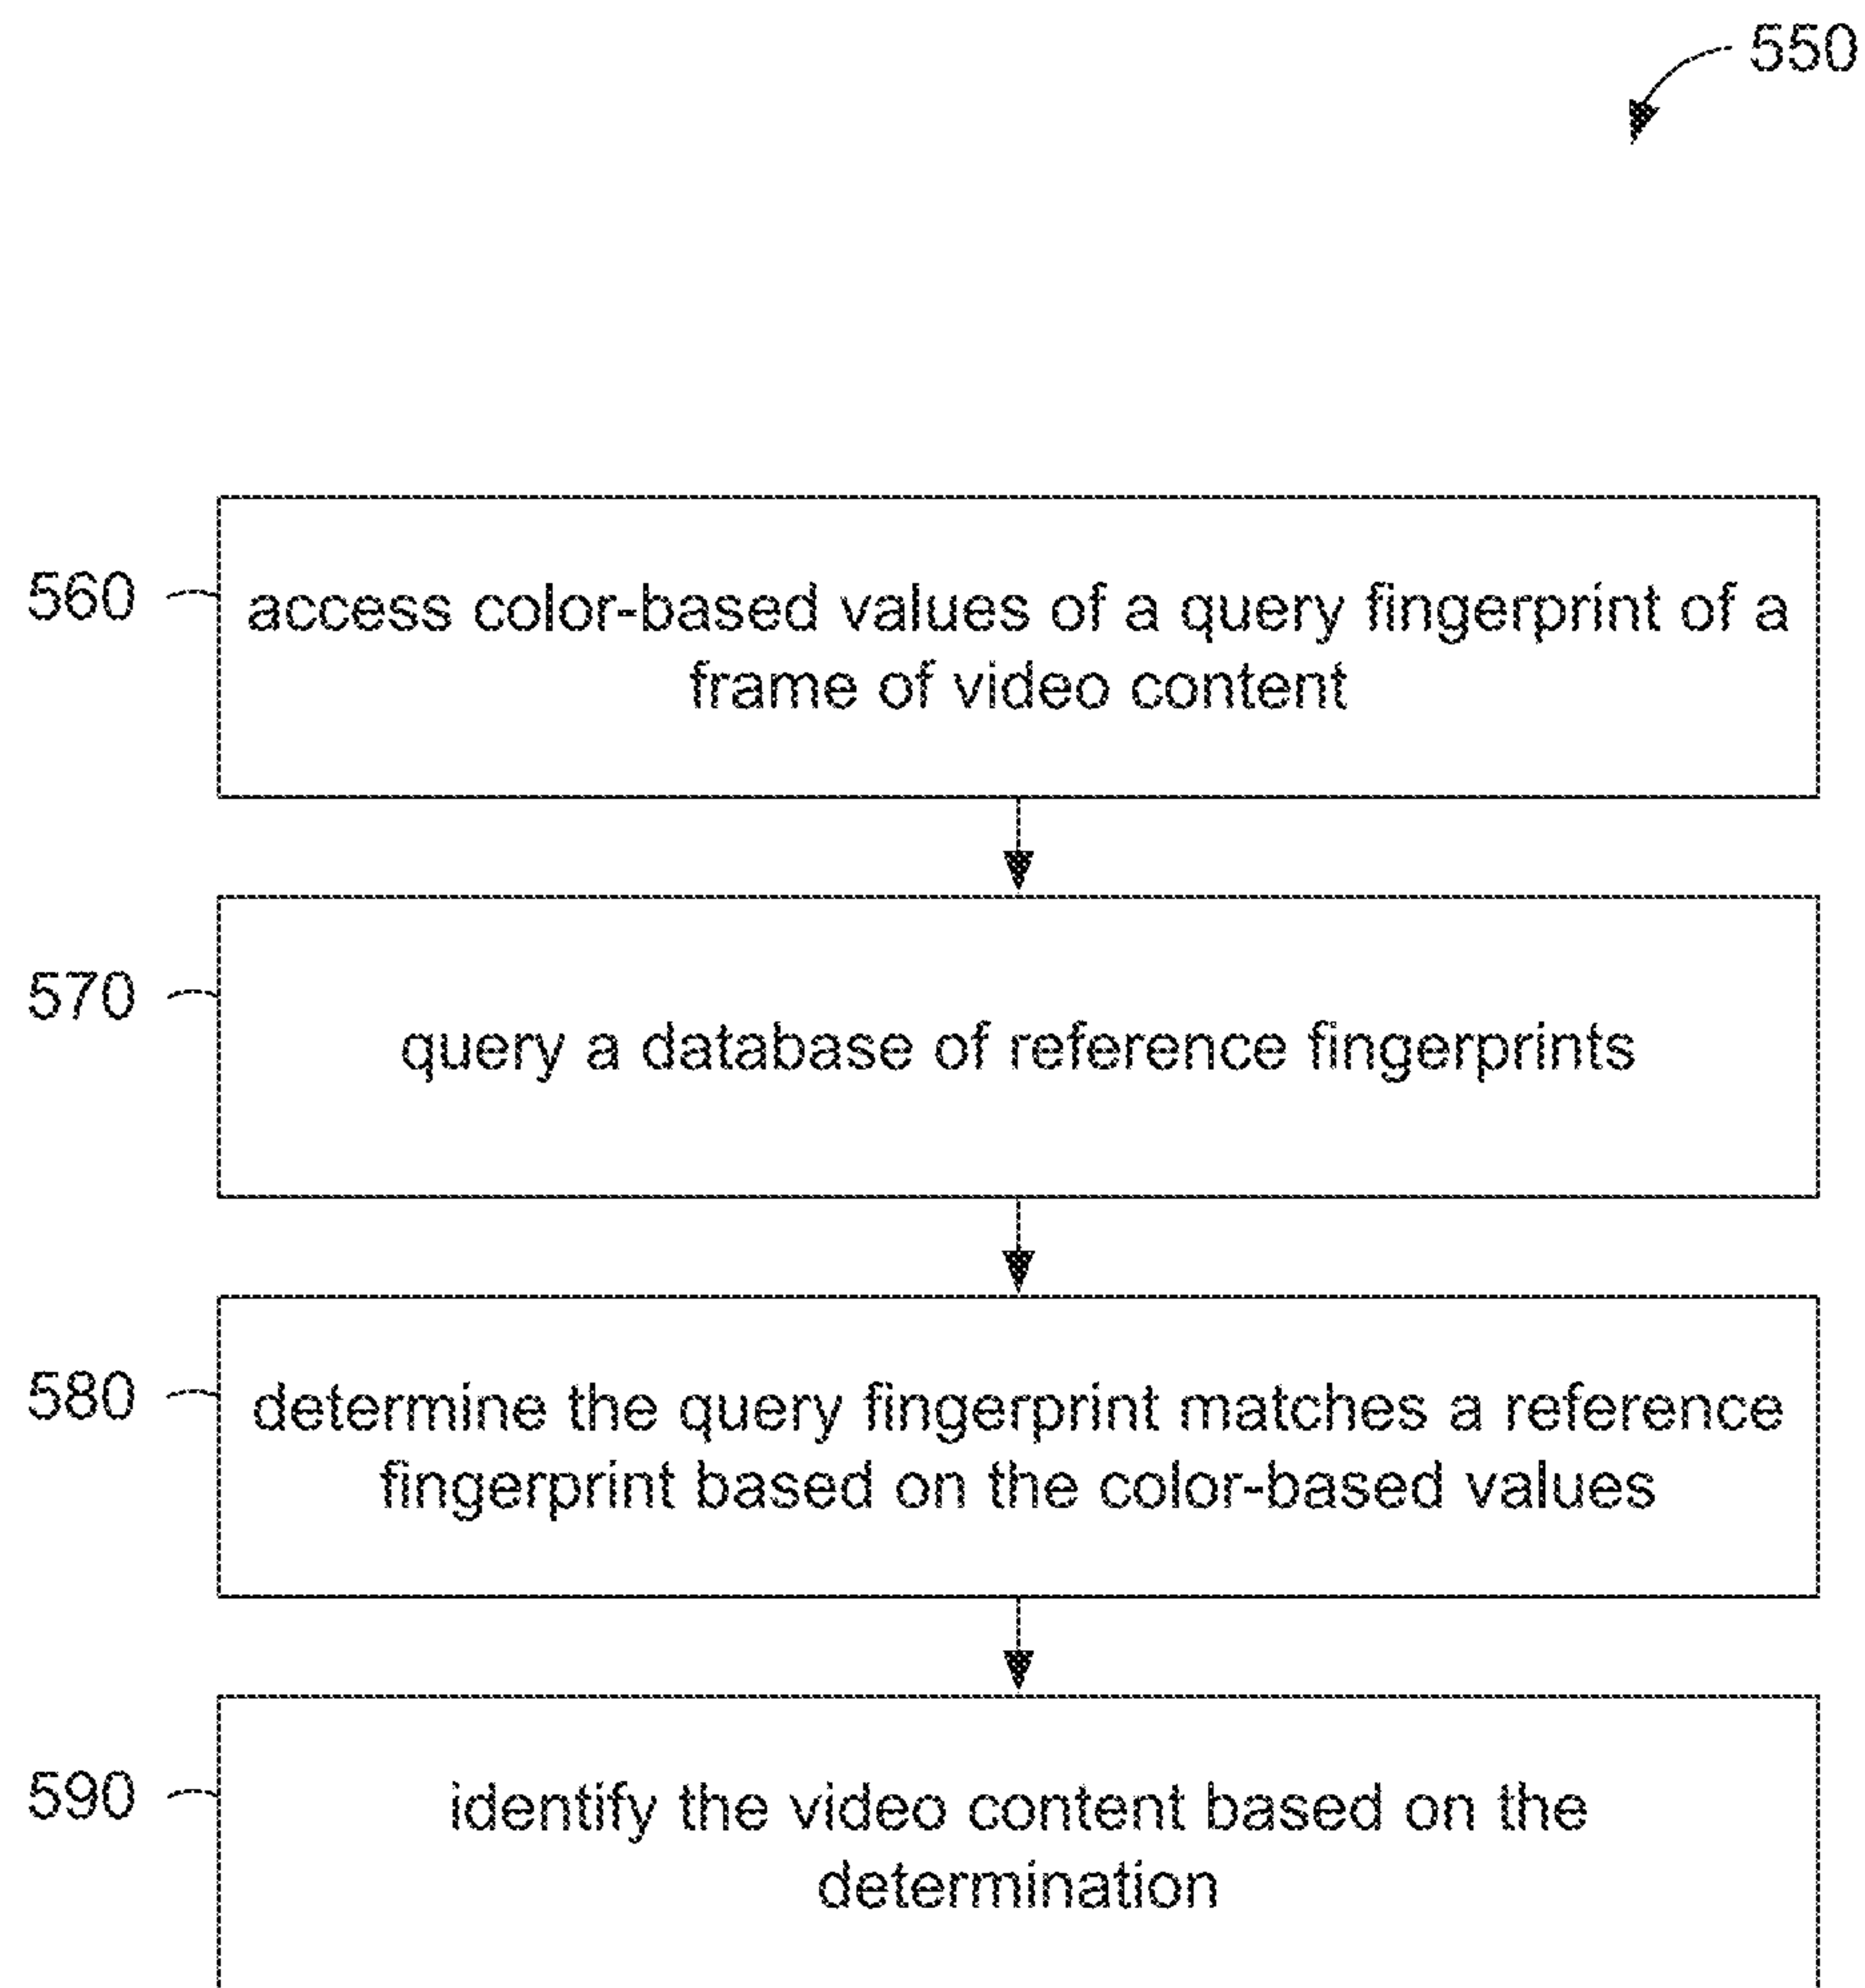 550
560
access color-based values of a query fingerprint of a
frame of video content
570
query a database of reference fingerprints
580
determine the query fingerprint matches a reference
fingerprint based on the color-based values
590
identify the video content based on the
determination